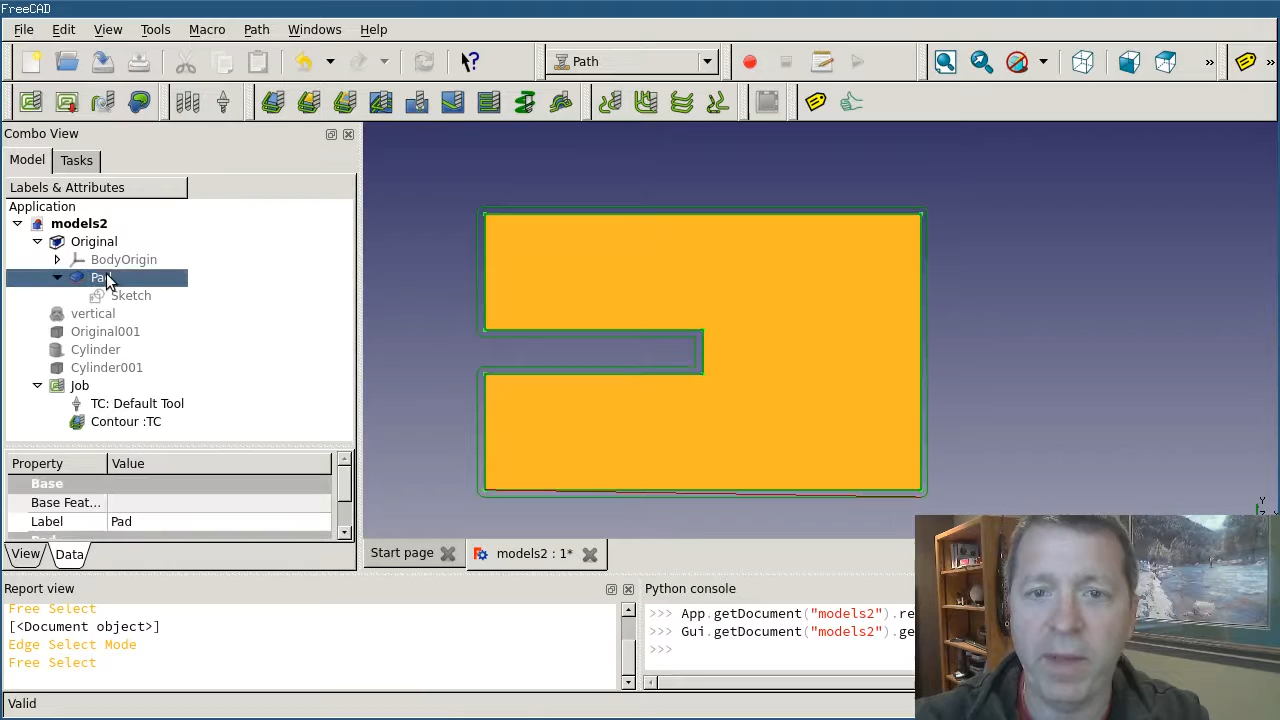 FreeCAD
File Edit View Tools Macro Path Windows Help
Path
»
»
Combo View
Model Tasks
Labels & Attributes
Application
models2
Original
BodyOrigin
Pad
Sketch
vertical
Original001
Cylinder
Cylinder001
Job
TC: Default Tool
Contour :TC
Property Value
Base
Base Feat...
Label Pad
View Data
Start page models2 : 1*
Y
Report view
Free Select
[<Document object>]
Edge Select Mode
Free Select
Python console
>>> App.getDocument("models2").re
>>> Gui.getDocument("models2").ge
>>>
Valid